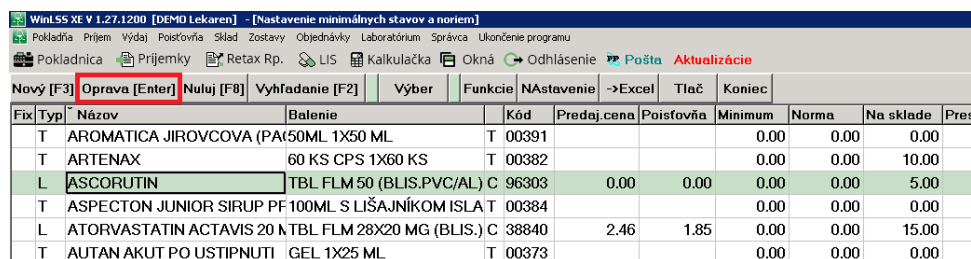 WinLSS XE V 1.27.1200 [DEMO Lekaren] - [Nastavenie minimálnych stavov a noriem]
Pokladňa Príjem Výdaj Poisťovňa Sklad Zostavy Objednávky Laboratórium Správca Ukončenie programu
Pokladnica Príjemky Retax Rp. LIS Kalkulačka Okná Odhlásenie Pošta Aktualizácie
Nový [F3] Oprava [Enter] Nuluj [F8] Vyhľadanie [F2] Výber Funkcie NAstavenie ->Excel Tlač Koniec
Fix Typ Názov Balenie Kód Predaj.cena Poisťovňa Minimum Norma Na sklade Pres
T AROMATICA JIROVCOVA (PA 50ML 1X50 ML T 00391 0.00 0.00 0.00
T ARTENAX 60 KS CPS 1X60 KS T 00382 0.00 0.00 10.00
L ASCORUTIN TBL FLM 50 (BLIS.PVC/AL) C 96303 0.00 0.00 0.00 0.00 5.00
T ASPECTON JUNIOR SIRUP PR 100ML S LIŠAJNÍKOM ISLA T 00384 0.00 0.00 0.00
L ATORVASTATIN ACTAVIS 20 M TBL FLM 28X20 MG (BLIS.) C 38840 2.46 1.85 0.00 0.00 15.00
T AUTAN AKUT PO USTIPNUTI GEL 1X25 ML T 00373 0.00 0.00 0.00